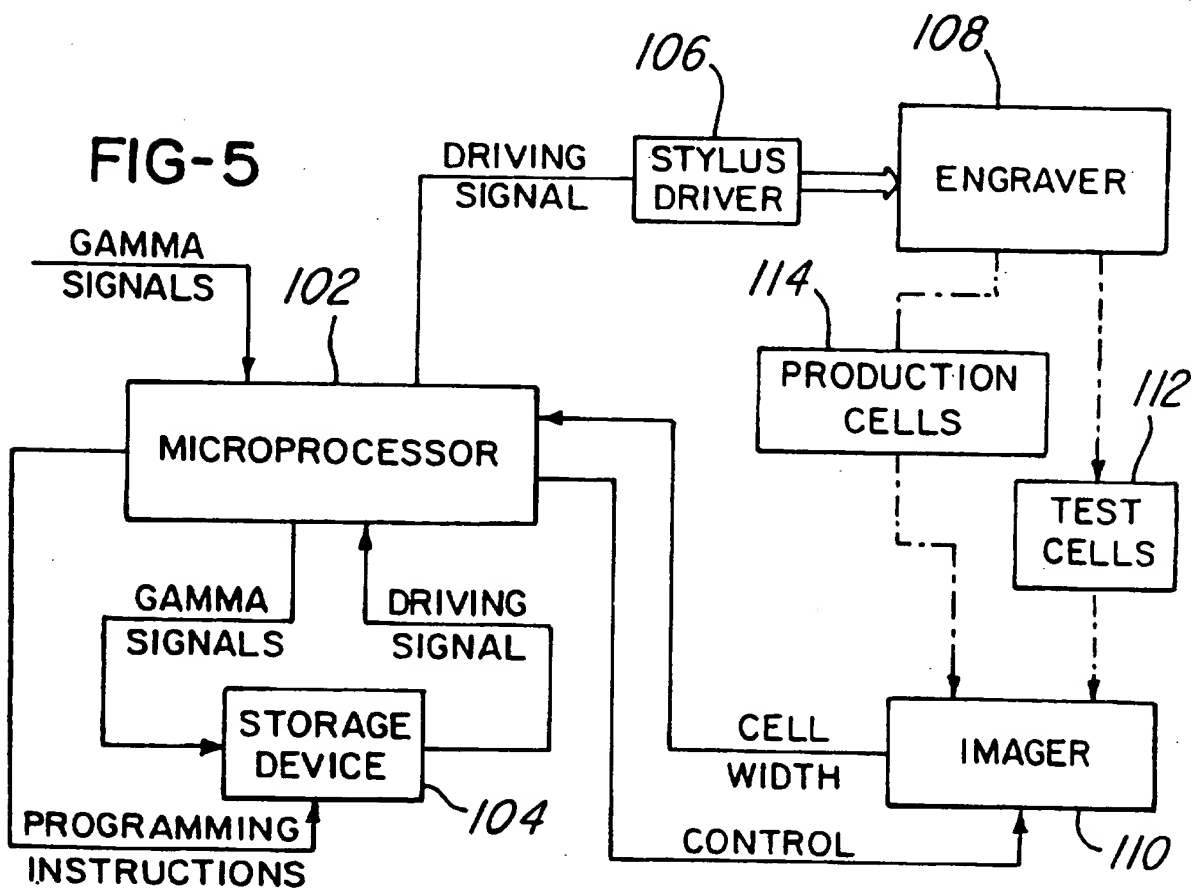 FIG-5
108
106
DRIVING
SIGNAL
STYLUS
DRIVER
ENGRAVER
GAMMA
SIGNALS
102
114
PRODUCTION
CELLS
112
MICROPROCESSOR
TEST
CELLS
GAMMA
SIGNALS
DRIVING
SIGNAL
STORAGE
DEVICE
104
CELL
WIDTH
IMAGER
PROGRAMMING
INSTRUCTIONS
CONTROL
110